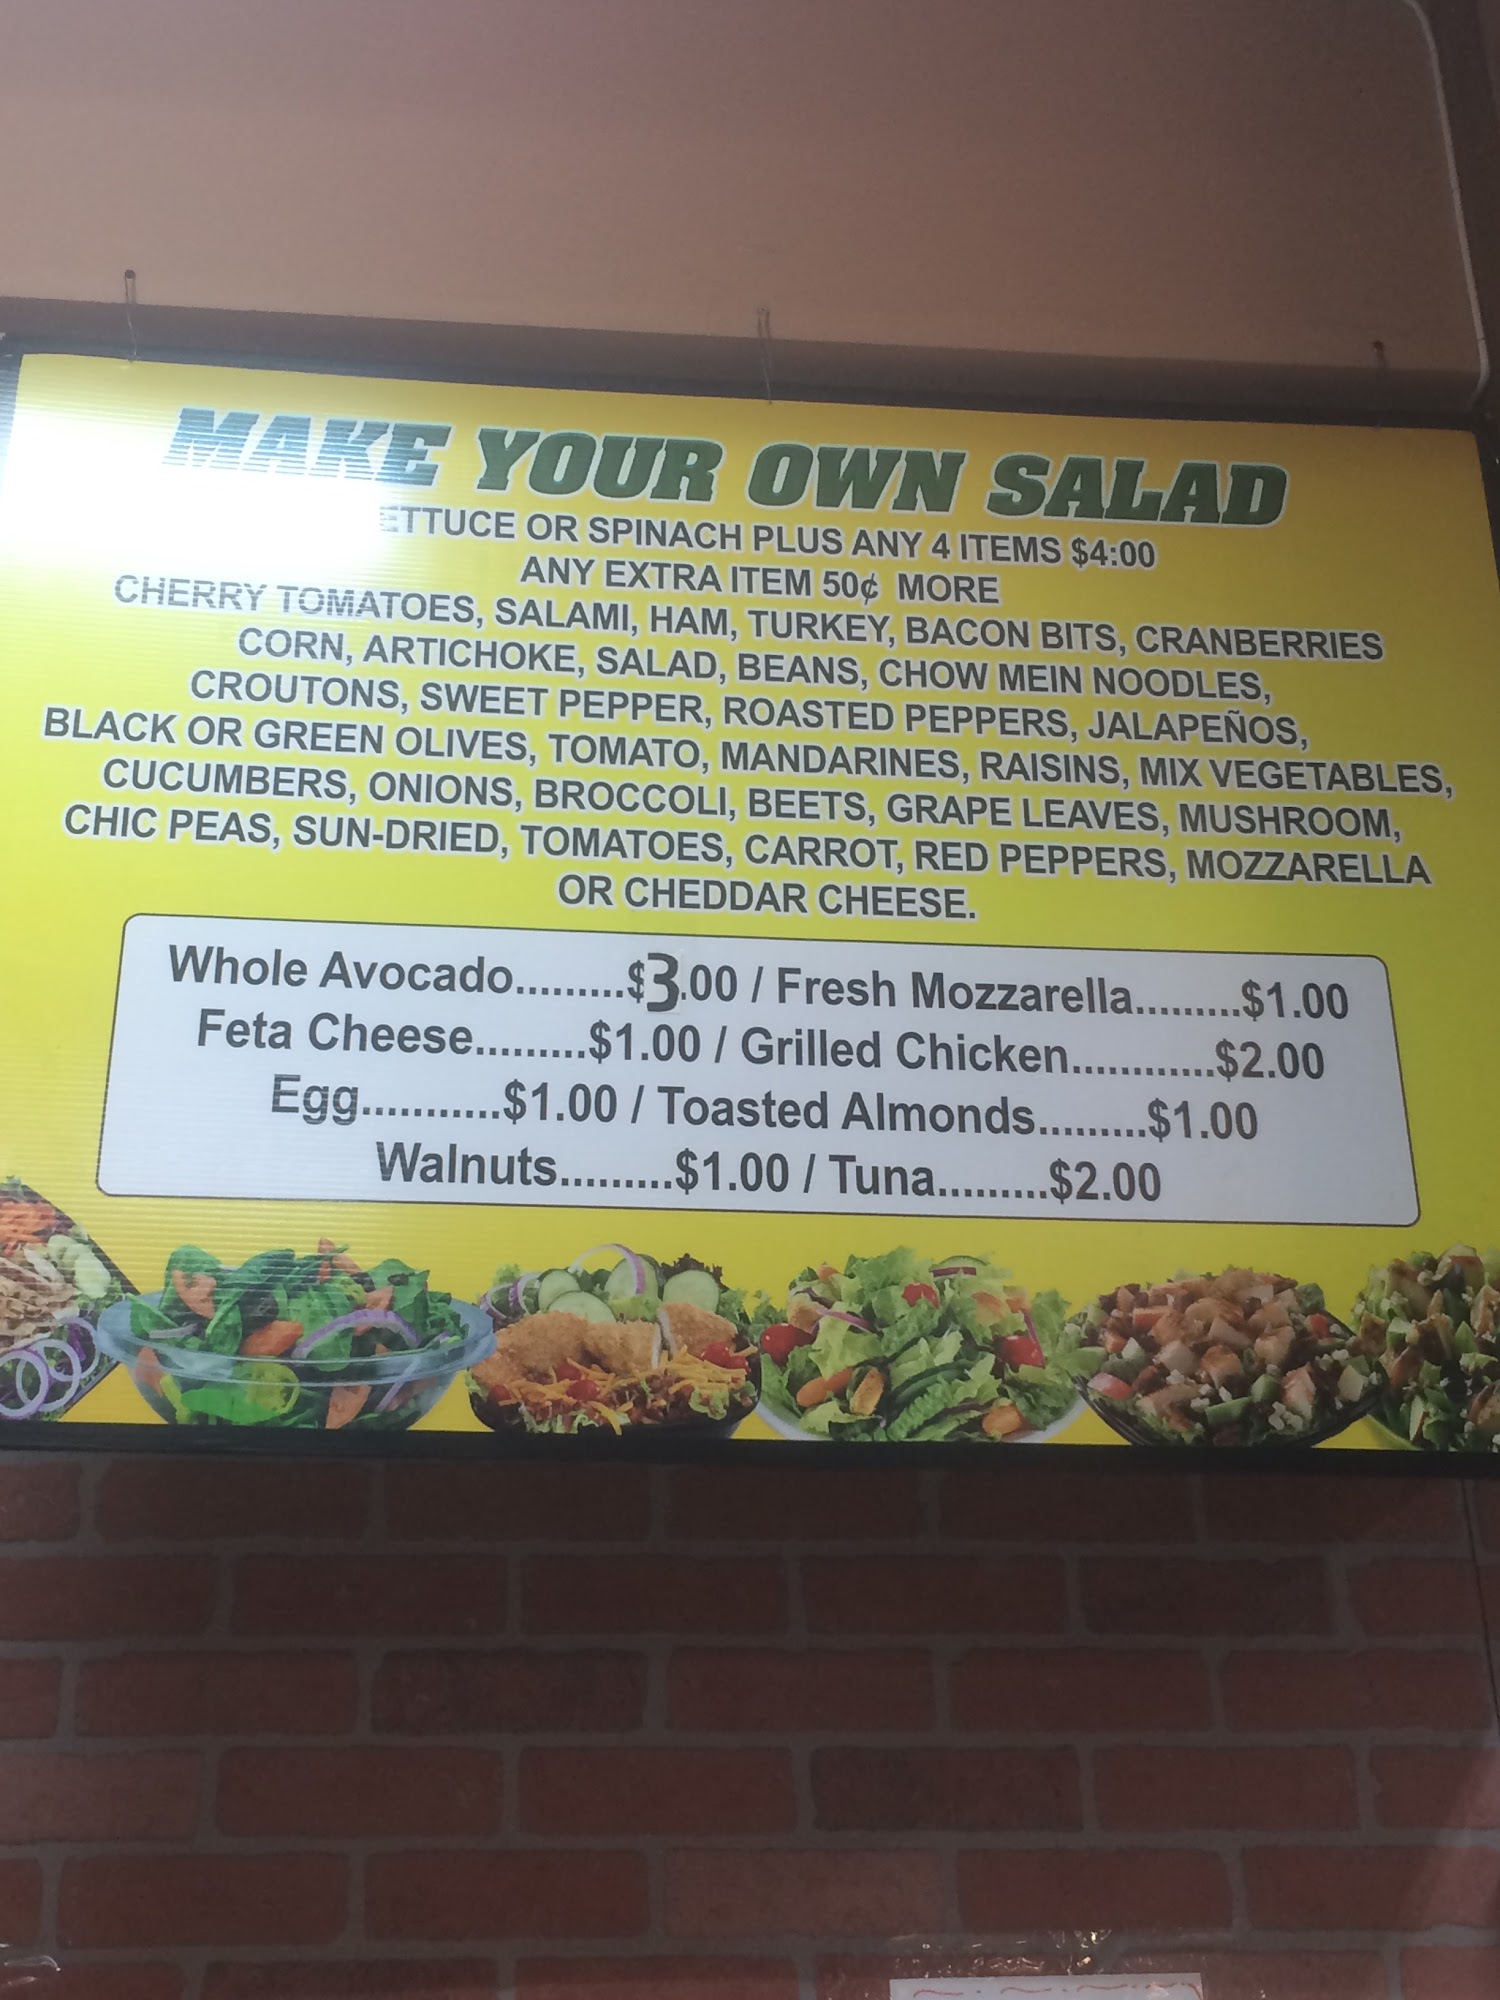 MAKE YOUR OWN SALAD
ETTUCE OR SPINACH PLUS ANY 4 ITEMS $4:00
ANY EXTRA ITEM 50¢ MORE
CHERRY TOMATOES, SALAMI, HAM, TURKEY, BACON BITS, CRANBERRIES
CORN, ARTICHOKE, SALAD, BEANS, CHOW MEIN NOODLES,
CROUTONS, SWEET PEPPER, ROASTED PEPPERS, JALAPEÑOS,
BLACK OR GREEN OLIVES, TOMATO, MANDARINES, RAISINS, MIX VEGETABLES,
CUCUMBERS, ONIONS, BROCCOLI, BEETS, GRAPE LEAVES, MUSHROOM,
CHIC PEAS, SUN-DRIED, TOMATOES, CARROT, RED PEPPERS, MOZZARELLA
OR CHEDDAR CHEESE.
Whole Avocado.........$3.00 / Fresh Mozzarella.........$1.00
Feta Cheese.........$1.00 / Grilled Chicken............$2.00
Egg...........$1.00 / Toasted Almonds.........$1.00
Walnuts.........$1.00 / Tuna.........$2.00